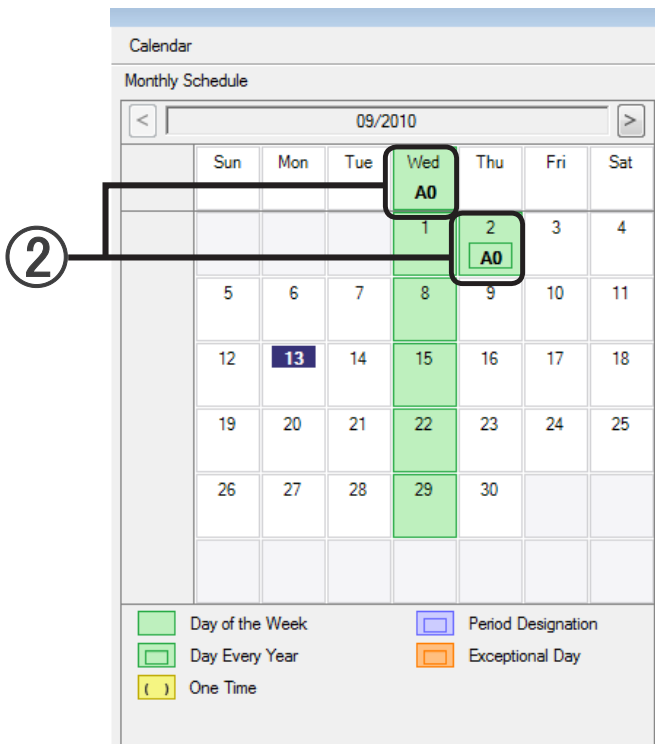 Calendar
Monthly Schedule
< 09/2010 >
Sun Mon Tue Wed Thu Fri Sat
A0
1 2 3 4
② A0
5 6 7 8 9 10 11
12 13 14 15 16 17 18
19 20 21 22 23 24 25
26 27 28 29 30
Day of the Week Period Designation
Day Every Year Exceptional Day
( ) One Time